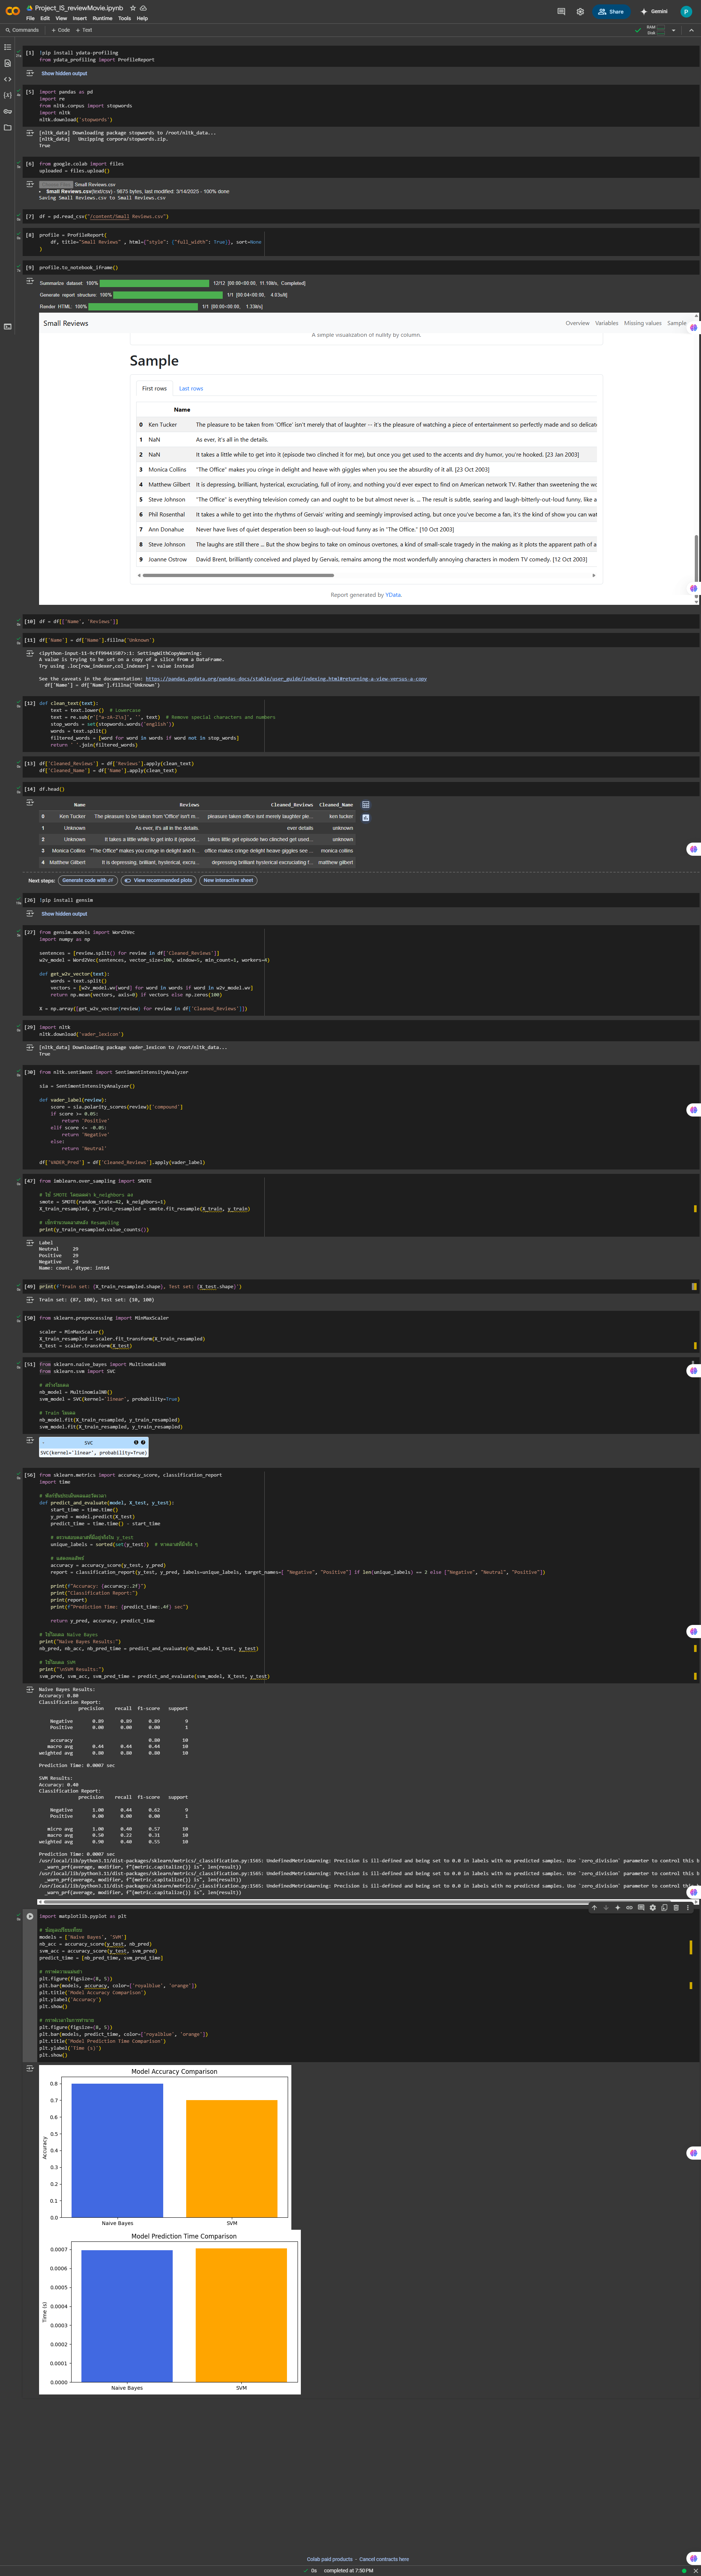 Project_IS_reviewMovie.ipynb
File Edit View Insert Runtime Tools Help
Share
Gemini
P
Commands + Code + Text
RAM
Disk
[1] !pip install ydata-profiling
from ydata_profiling import ProfileReport
Show hidden output
[5] import pandas as pd
import re
from nltk.corpus import stopwords
import nltk
nltk.download('stopwords')
[nltk_data] Downloading package stopwords to /root/nltk_data...
[nltk_data]   Unzipping corpora/stopwords.zip.
True
[6] from google.colab import files
uploaded = files.upload()
Small Reviews.csv
Small Reviews.csv(text/csv) - 9875 bytes, last modified: 3/14/2025 - 100% done
Saving Small Reviews.csv to Small Reviews.csv
[7] df = pd.read_csv("/content/Small Reviews.csv")
[8] profile = ProfileReport(
df, title="Small Reviews" , html={"style": {"full_width": True}}, sort=None
)
[9] profile.to_notebook_iframe()
Summarize dataset: 100% 12/12 [00:00<00:00, 11.19it/s, Completed]
Generate report structure: 100% 1/1 [00:04<00:00, 4.03s/it]
Render HTML: 100% 1/1 [00:00<00:00, 1.33it/s]
Small Reviews
Overview Variables Missing values Sample
A simple visualization of nullity by column.
Sample
First rows Last rows
Name
0 Ken Tucker The pleasure to be taken from 'Office' isn't merely that of laughter -- it's the pleasure of watching a piece of entertainment so perfectly made and so delicate
1 NaN As ever, it's all in the details.
2 NaN It takes a little while to get into (episode two clinched it for me), but once you get used to the accents and dry humor, you're hooked. [23 Jan 2003]
3 Monica Collins "The Office" makes you cringe in delight and heave with giggles when you see the absurdity of it all. [23 Oct 2003]
4 Matthew Gilbert It is depressing, brilliant, hysterical, excruciating, full of irony, and nothing you'd ever expect to find on American network TV. Rather than sweetening the wo
5 Steve Johnson "The Office" is everything television comedy can and ought to be but almost never is. ... The result is subtle, searing and laugh-bitterly-out-loud funny, like a
6 Phil Rosenthal It takes a while to get into the rhythms of Gervais' writing and seemingly improvised acting, but once you've become a fan, it's the kind of show you can wat
7 Ann Donahue Never have lives of quiet desperation been so laugh-out-loud funny as in "The Office." [10 Oct 2003]
8 Steve Johnson The laughs are still there ... But the show begins to take on ominous overtones, a kind of small-scale tragedy in the making as it plots the apparent path of a
9 Joanne Ostrow David Brent, brilliantly conceived and played by Gervais, remains among the most wonderfully annoying characters in modern TV comedy. [12 Oct 2003]
Report generated by YData.
[10] df = df[['Name', 'Reviews']]
[11] df['Name'] = df['Name'].fillna('Unknown')
<ipython-input-11-9cff99443507>:1: SettingWithCopyWarning:
A value is trying to be set on a copy of a slice from a DataFrame.
Try using .loc[row_indexer,col_indexer] = value instead
See the caveats in the documentation: https://pandas.pydata.org/pandas-docs/stable/user_guide/indexing.html#returning-a-view-versus-a-copy
df['Name'] = df['Name'].fillna('Unknown')
[12] def clean_text(text):
text = text.lower()  # Lowercase
text = re.sub(r'[^a-zA-Z\s]', '', text)  # Remove special characters and numbers
stop_words = set(stopwords.words('english'))
words = text.split()
filtered_words = [word for word in words if word not in stop_words]
return ' '.join(filtered_words)
[13] df['Cleaned_Reviews'] = df['Reviews'].apply(clean_text)
df['Cleaned_Name'] = df['Name'].apply(clean_text)
[14] df.head()
Name Reviews Cleaned_Reviews Cleaned_Name
0 Ken Tucker The pleasure to be taken from 'Office' isn't m... pleasure taken office isnt merely laughter ple... ken tucker
1 Unknown As ever, it's all in the details. ever details unknown
2 Unknown It takes a little while to get into (episod... takes little get episode two clinched get used... unknown
3 Monica Collins "The Office" makes you cringe in delight and h... office makes cringe delight heave giggles see ... monica collins
4 Matthew Gilbert It is depressing, brilliant, hysterical, excru... depressing brilliant hysterical excruciating f... matthew gilbert
Next steps: Generate code with df View recommended plots New interactive sheet
[26] !pip install gensim
Show hidden output
[27] from gensim.models import Word2Vec
import numpy as np
sentences = [review.split() for review in df['Cleaned_Reviews']]
w2v_model = Word2Vec(sentences, vector_size=100, window=5, min_count=1, workers=4)
def get_w2v_vector(text):
words = text.split()
vectors = [w2v_model.wv[word] for word in words if word in w2v_model.wv]
return np.mean(vectors, axis=0) if vectors else np.zeros(100)
X = np.array([get_w2v_vector(review) for review in df['Cleaned_Reviews']])
[29] import nltk
nltk.download('vader_lexicon')
[nltk_data] Downloading package vader_lexicon to /root/nltk_data...
True
[30] from nltk.sentiment import SentimentIntensityAnalyzer
sia = SentimentIntensityAnalyzer()
def vader_label(review):
score = sia.polarity_scores(review)['compound']
if score >= 0.05:
return 'Positive'
elif score <= -0.05:
return 'Negative'
else:
return 'Neutral'
df['VADER_Pred'] = df['Cleaned_Reviews'].apply(vader_label)
[47] from imblearn.over_sampling import SMOTE
# ใช้ SMOTE โดยลดค่า k_neighbors ลง
smote = SMOTE(random_state=42, k_neighbors=1)
X_train_resampled, y_train_resampled = smote.fit_resample(X_train, y_train)
# เช็กจำนวนคลาสหลัง Resampling
print(y_train_resampled.value_counts())
Label
Neutral     29
Positive    29
Negative    29
Name: count, dtype: int64
[49] print(f'Train set: {X_train_resampled.shape}, Test set: {X_test.shape}')
Train set: (87, 100), Test set: (10, 100)
[50] from sklearn.preprocessing import MinMaxScaler
scaler = MinMaxScaler()
X_train_resampled = scaler.fit_transform(X_train_resampled)
X_test = scaler.transform(X_test)
[51] from sklearn.naive_bayes import MultinomialNB
from sklearn.svm import SVC
# สร้างโมเดล
nb_model = MultinomialNB()
svm_model = SVC(kernel='linear', probability=True)
# Train โมเดล
nb_model.fit(X_train_resampled, y_train_resampled)
svm_model.fit(X_train_resampled, y_train_resampled)
SVC
SVC(kernel='linear', probability=True)
[56] from sklearn.metrics import accuracy_score, classification_report
import time
# ฟังก์ชันประเมินผลและวัดเวลา
def predict_and_evaluate(model, X_test, y_test):
start_time = time.time()
y_pred = model.predict(X_test)
predict_time = time.time() - start_time
# ตรวจสอบคลาสที่มีอยู่จริงใน y_test
unique_labels = sorted(set(y_test))  # หาคลาสที่มีจริง ๆ
# แสดงผลลัพธ์
accuracy = accuracy_score(y_test, y_pred)
report = classification_report(y_test, y_pred, labels=unique_labels, target_names=[ "Negative", "Positive"] if len(unique_labels) == 2 else ["Negative", "Neutral", "Positive"])
print(f"Accuracy: {accuracy:.2f}")
print("Classification Report:")
print(report)
print(f"Prediction Time: {predict_time:.4f} sec")
return y_pred, accuracy, predict_time
# ใช้โมเดล Naive Bayes
print("Naive Bayes Results:")
nb_pred, nb_acc, nb_pred_time = predict_and_evaluate(nb_model, X_test, y_test)
# ใช้โมเดล SVM
print("\nSVM Results:")
svm_pred, svm_acc, svm_pred_time = predict_and_evaluate(svm_model, X_test, y_test)
Naive Bayes Results:
Accuracy: 0.80
Classification Report:
precision    recall  f1-score   support
Negative       0.89      0.89      0.89         9
Positive       0.00      0.00      0.00         1
accuracy                           0.80        10
macro avg       0.44      0.44      0.44        10
weighted avg       0.80      0.80      0.80        10
Prediction Time: 0.0007 sec
SVM Results:
Accuracy: 0.40
Classification Report:
precision    recall  f1-score   support
Negative       1.00      0.44      0.62         9
Positive       0.00      0.00      0.00         1
micro avg       1.00      0.40      0.57        10
macro avg       0.50      0.22      0.31        10
weighted avg       0.90      0.40      0.55        10
Prediction Time: 0.0007 sec
/usr/local/lib/python3.11/dist-packages/sklearn/metrics/_classification.py:1565: UndefinedMetricWarning: Precision is ill-defined and being set to 0.0 in labels with no predicted samples. Use `zero_division` parameter to control this b
_warn_prf(average, modifier, f"{metric.capitalize()} is", len(result))
/usr/local/lib/python3.11/dist-packages/sklearn/metrics/_classification.py:1565: UndefinedMetricWarning: Precision is ill-defined and being set to 0.0 in labels with no predicted samples. Use `zero_division` parameter to control this b
_warn_prf(average, modifier, f"{metric.capitalize()} is", len(result))
/usr/local/lib/python3.11/dist-packages/sklearn/metrics/_classification.py:1565: UndefinedMetricWarning: Precision is ill-defined and being set to 0.0 in labels with no predicted samples. Use `zero_division` parameter to control this b
_warn_prf(average, modifier, f"{metric.capitalize()} is", len(result))
import matplotlib.pyplot as plt
# ข้อมูลเปรียบเทียบ
models = ['Naive Bayes', 'SVM']
nb_acc = accuracy_score(y_test, nb_pred)
svm_acc = accuracy_score(y_test, svm_pred)
predict_time = [nb_pred_time, svm_pred_time]
# กราฟความแม่นยำ
plt.figure(figsize=(8, 5))
plt.bar(models, accuracy, color=['royalblue', 'orange'])
plt.title('Model Accuracy Comparison')
plt.ylabel('Accuracy')
plt.show()
# กราฟเวลาในการทำนาย
plt.figure(figsize=(8, 5))
plt.bar(models, predict_time, color=['royalblue', 'orange'])
plt.title('Model Prediction Time Comparison')
plt.ylabel('Time (s)')
plt.show()
Model Accuracy Comparison
0.8
0.7
0.6
0.5
0.4
0.3
0.2
0.1
0.0
Accuracy
Naive Bayes SVM
Model Prediction Time Comparison
0.0007
0.0006
0.0005
0.0004
0.0003
0.0002
0.0001
0.0000
Time (s)
Naive Bayes SVM
Colab paid products - Cancel contracts here
0s completed at 7:50 PM